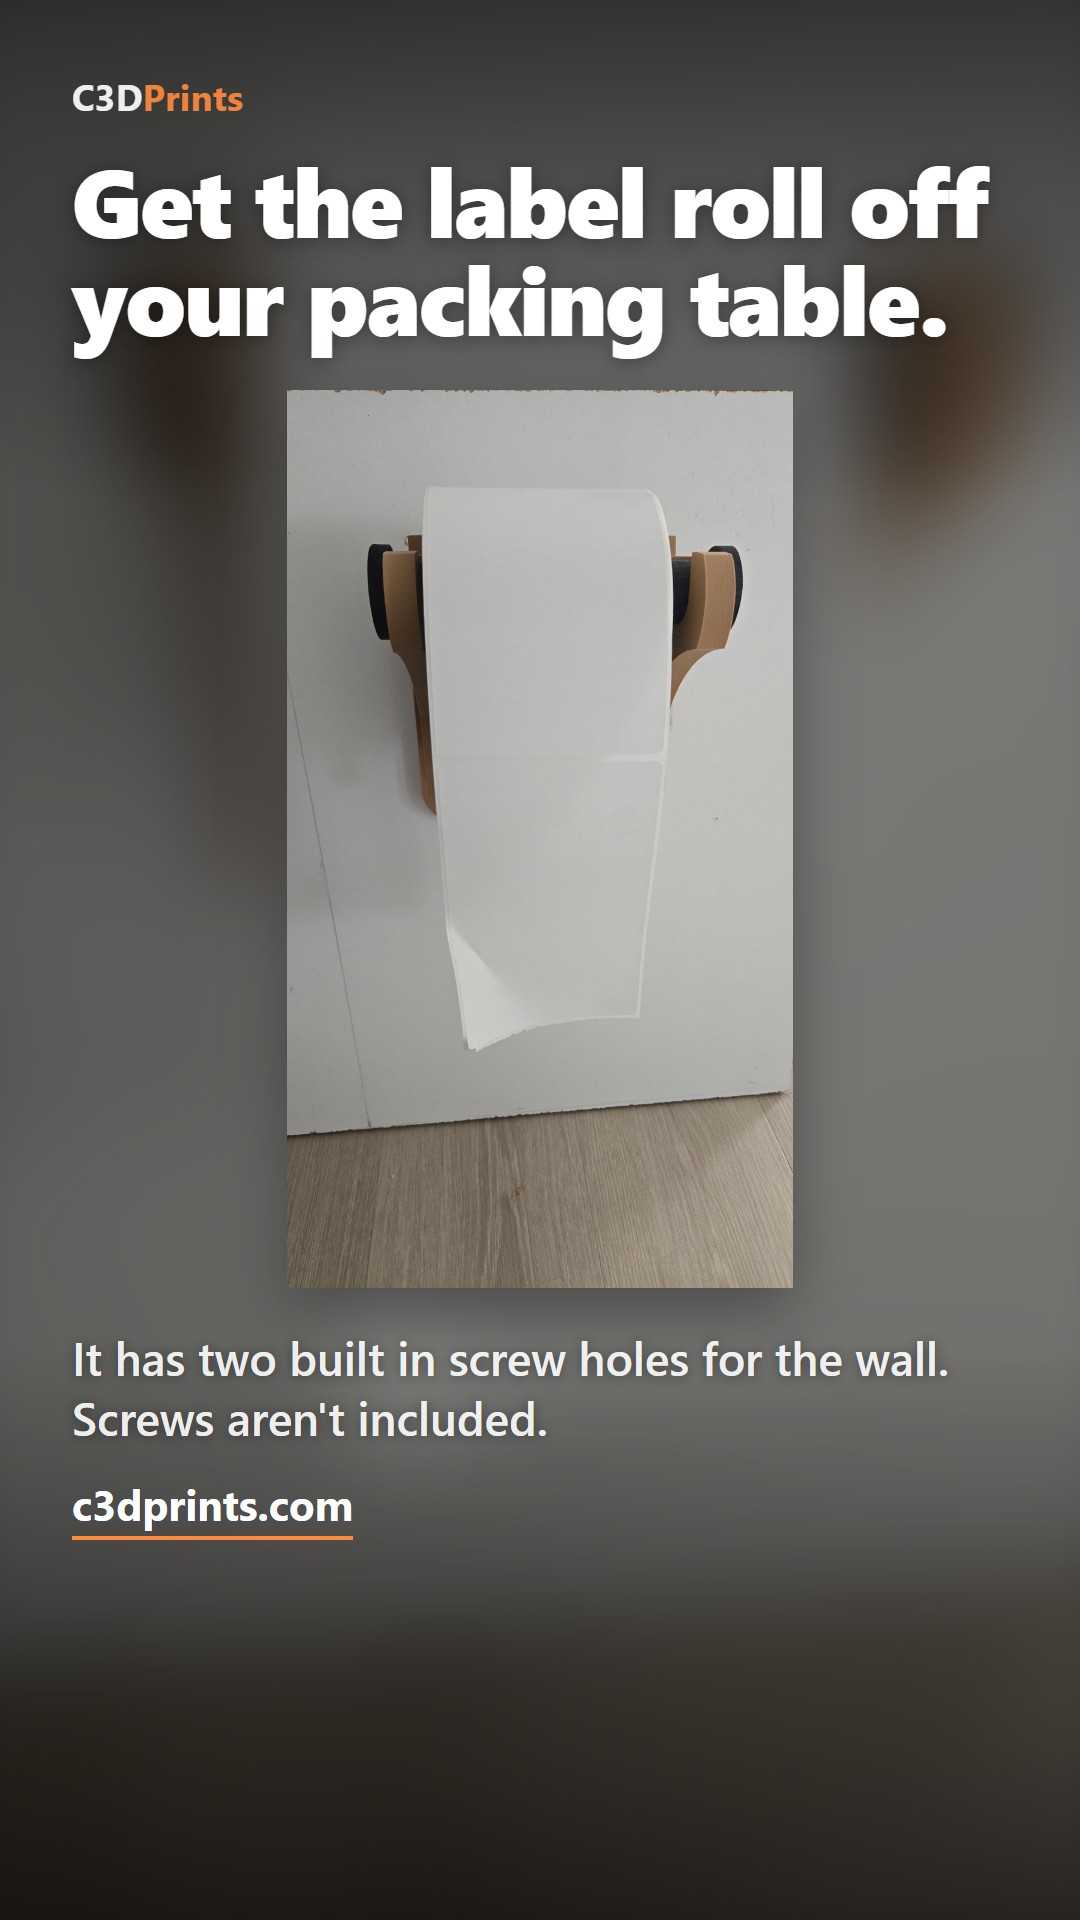 C3DPrints
Get the label roll off
your packing table.
It has two built in screw holes for the wall.
Screws aren't included.
c3dprints.com